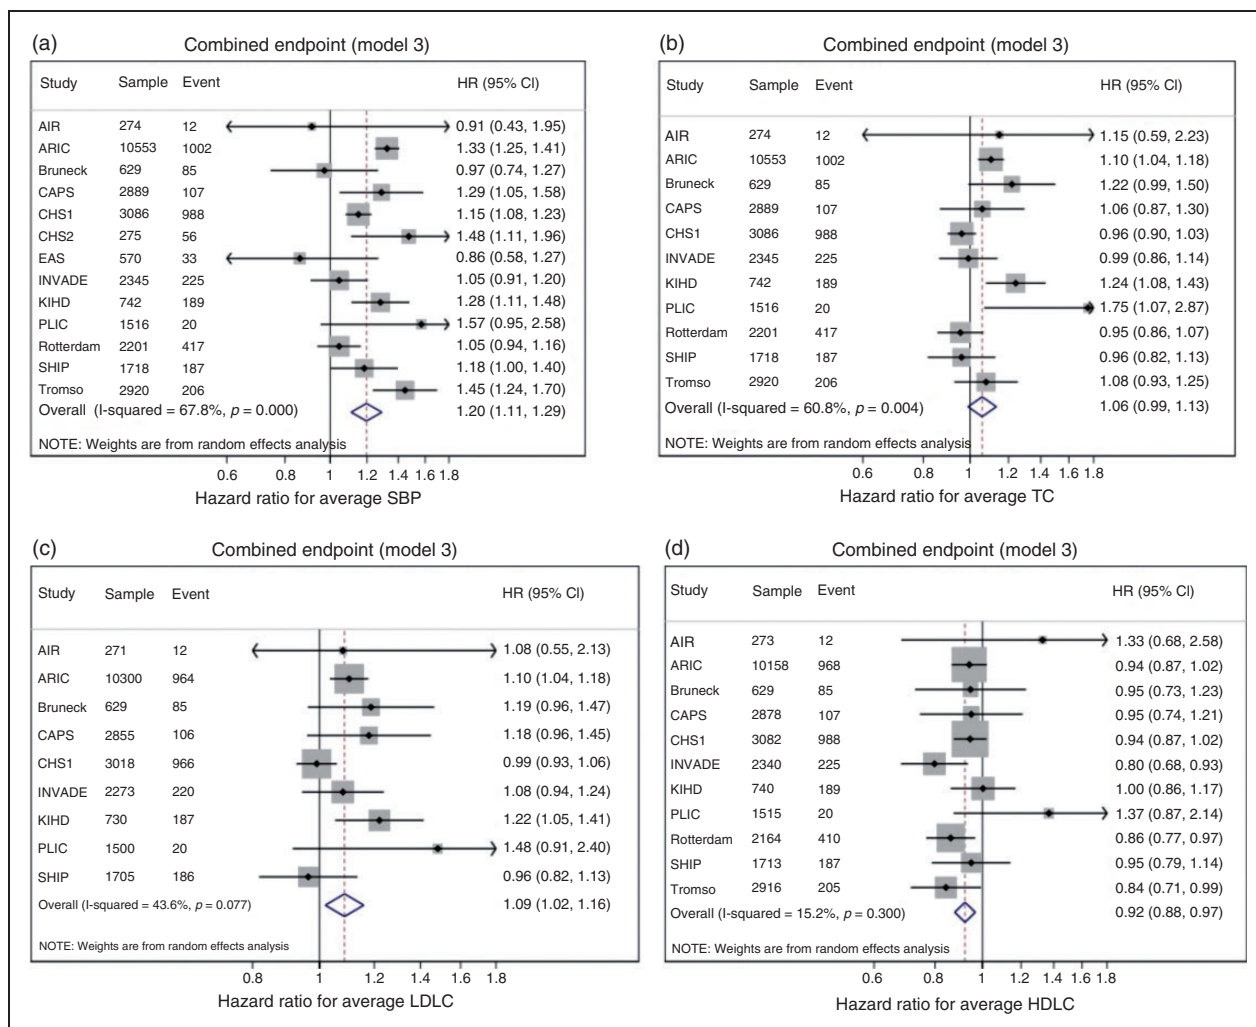 (a)
Combined endpoint (model 3)
Study Sample Event HR (95% CI)
AIR 274 12 0.91 (0.43, 1.95)
ARIC 10553 1002 1.33 (1.25, 1.41)
Bruneck 629 85 0.97 (0.74, 1.27)
CAPS 2889 107 1.29 (1.05, 1.58)
CHS1 3086 988 1.15 (1.08, 1.23)
CHS2 275 56 1.48 (1.11, 1.96)
EAS 570 33 0.86 (0.58, 1.27)
INVADE 2345 225 1.05 (0.91, 1.20)
KIHD 742 189 1.28 (1.11, 1.48)
PLIC 1516 20 1.57 (0.95, 2.58)
Rotterdam 2201 417 1.05 (0.94, 1.16)
SHIP 1718 187 1.18 (1.00, 1.40)
Tromso 2920 206 1.45 (1.24, 1.70)
Overall (I-squared = 67.8%, p = 0.000) 1.20 (1.11, 1.29)
NOTE: Weights are from random effects analysis
0.6 0.8 1 1.2 1.4 1.6 1.8
Hazard ratio for average SBP
(b)
Combined endpoint (model 3)
Study Sample Event HR (95% CI)
AIR 274 12 1.15 (0.59, 2.23)
ARIC 10553 1002 1.10 (1.04, 1.18)
Bruneck 629 85 1.22 (0.99, 1.50)
CAPS 2889 107 1.06 (0.87, 1.30)
CHS1 3086 988 0.96 (0.90, 1.03)
INVADE 2345 225 0.99 (0.86, 1.14)
KIHD 742 189 1.24 (1.08, 1.43)
PLIC 1516 20 1.75 (1.07, 2.87)
Rotterdam 2201 417 0.95 (0.86, 1.07)
SHIP 1718 187 0.96 (0.82, 1.13)
Tromso 2920 206 1.08 (0.93, 1.25)
Overall (I-squared = 60.8%, p = 0.004) 1.06 (0.99, 1.13)
NOTE: Weights are from random effects analysis
0.6 0.8 1 1.2 1.4 1.6 1.8
Hazard ratio for average TC
(c)
Combined endpoint (model 3)
Study Sample Event HR (95% CI)
AIR 271 12 1.08 (0.55, 2.13)
ARIC 10300 964 1.10 (1.04, 1.18)
Bruneck 629 85 1.19 (0.96, 1.47)
CAPS 2855 106 1.18 (0.96, 1.45)
CHS1 3018 966 0.99 (0.93, 1.06)
INVADE 2273 220 1.08 (0.94, 1.24)
KIHD 730 187 1.22 (1.05, 1.41)
PLIC 1500 20 1.48 (0.91, 2.40)
SHIP 1705 186 0.96 (0.82, 1.13)
Overall (I-squared = 43.6%, p = 0.077) 1.09 (1.02, 1.16)
NOTE: Weights are from random effects analysis
0.8 1 1.2 1.4 1.6 1.8
Hazard ratio for average LDLC
(d)
Combined endpoint (model 3)
Study Sample Event HR (95% CI)
AIR 273 12 1.33 (0.68, 2.58)
ARIC 10158 968 0.94 (0.87, 1.02)
Bruneck 629 85 0.95 (0.73, 1.23)
CAPS 2878 107 0.95 (0.74, 1.21)
CHS1 3082 988 0.94 (0.87, 1.02)
INVADE 2340 225 0.80 (0.68, 0.93)
KIHD 740 189 1.00 (0.86, 1.17)
PLIC 1515 20 1.37 (0.87, 2.14)
Rotterdam 2164 410 0.86 (0.77, 0.97)
SHIP 1713 187 0.95 (0.79, 1.14)
Tromso 2916 205 0.84 (0.71, 0.99)
Overall (I-squared = 15.2%, p = 0.300) 0.92 (0.88, 0.97)
NOTE: Weights are from random effects analysis
0.6 0.8 1 1.2 1.4 1.6 1.8
Hazard ratio for average HDLC